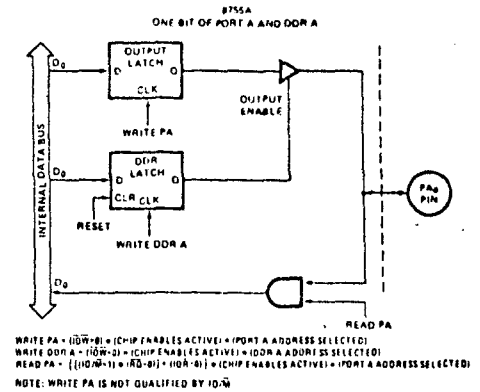 8755A
ONE BIT OF PORT A AND DDR A
OUTPUT
LATCH
D0
D
Q
CLK
OUTPUT
ENABLE
WRITE PA
INTERNAL DATA BUS
DDR
LATCH
D0
D
Q
CLR CLK
RESET
WRITE DDR A
PA0
PIN
D0
READ PA
WRITE PA = (IOW=0) • (CHIP ENABLES ACTIVE) • (PORT A ADDRESS SELECTED)
WRITE DDR A = (IOW=0) • (CHIP ENABLES ACTIVE) • (DDR A ADDRESS SELECTED)
READ PA = {[(IO/M̅=1) • (R̅D̅=0)] + (IOR=0)} • (CHIP ENABLES ACTIVE) • (PORT A ADDRESS SELECTED)
NOTE: WRITE PA IS NOT QUALIFIED BY IO/M̅